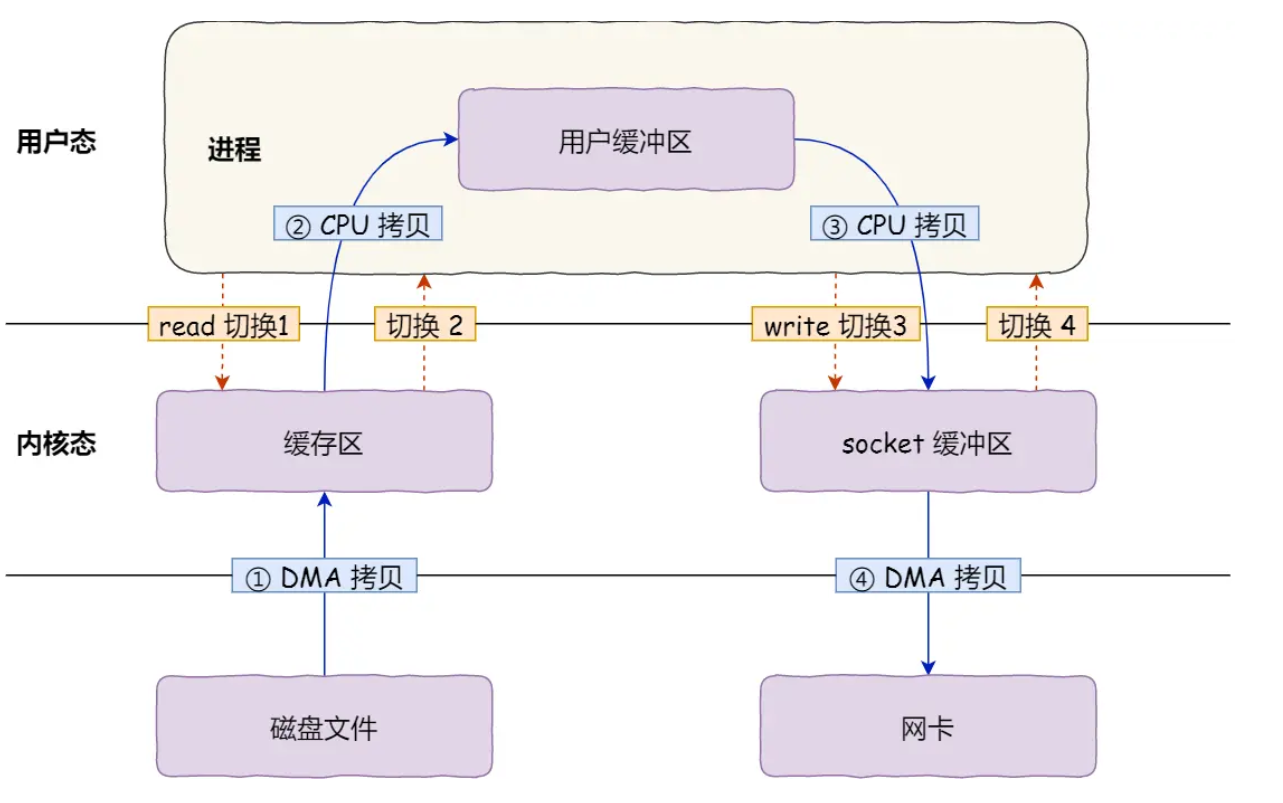 用户态
进程
用户缓冲区
② CPU 拷贝
③ CPU 拷贝
read 切换1
切换 2
write 切换3
切换 4
内核态
缓存区
socket 缓冲区
① DMA 拷贝
④ DMA 拷贝
磁盘文件
网卡